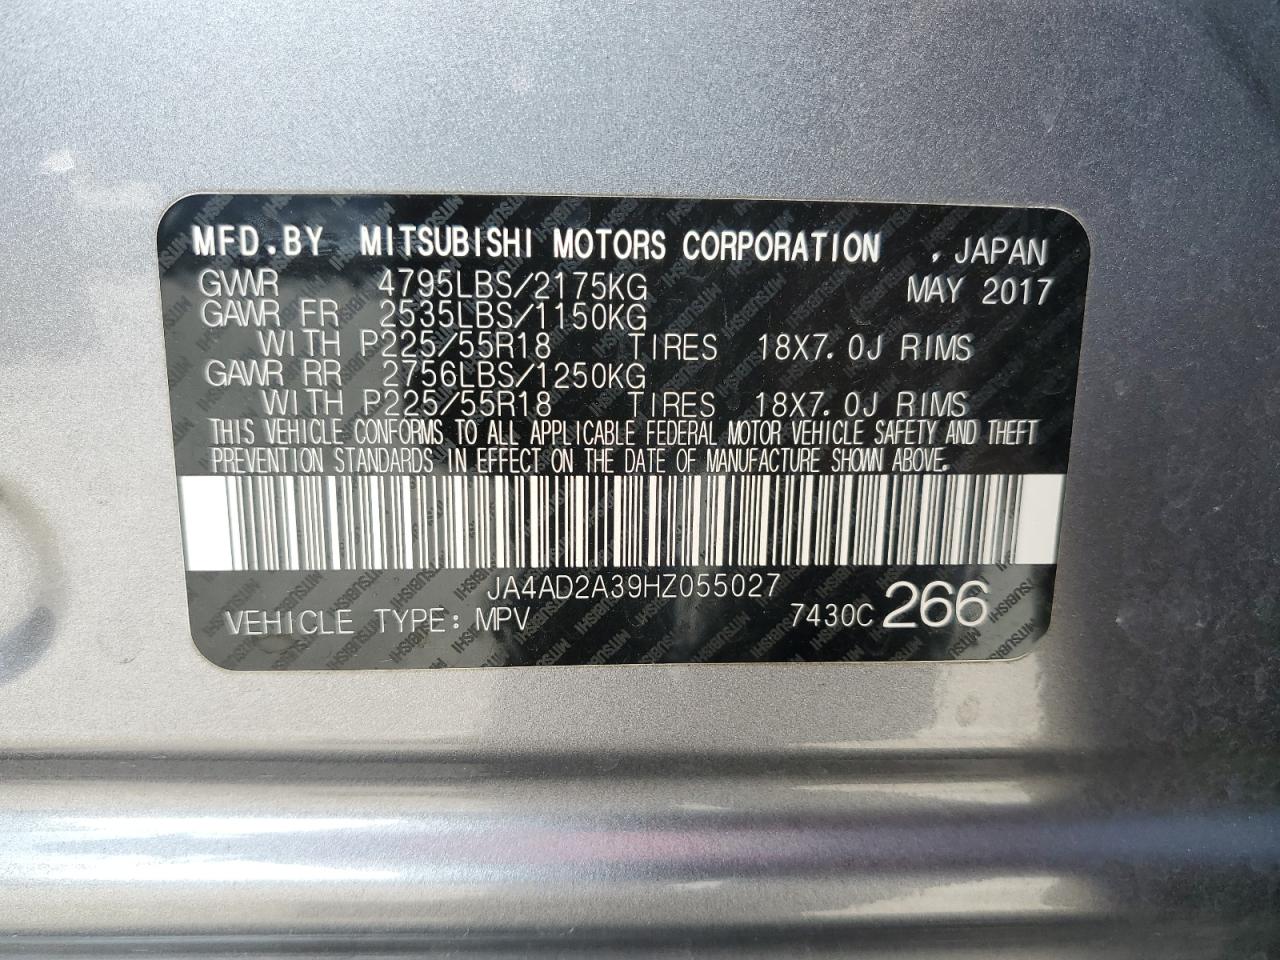 MFD.BY MITSUBISHI MOTORS CORPORATION , JAPAN
GVWR 4795LBS/2175KG MAY 2017
GAWR FR 2535LBS/1150KG
WITH P225/55R18 TIRES 18X7.0J RIMS
GAWR RR 2756LBS/1250KG
WITH P225/55R18 TIRES 18X7.0J RIMS
THIS VEHICLE CONFORMS TO ALL APPLICABLE FEDERAL MOTOR VEHICLE SAFETY AND THEFT
PREVENTION STANDARDS IN EFFECT ON THE DATE OF MANUFACTURE SHOWN ABOVE.
JA4AD2A39HZ055027
VEHICLE TYPE: MPV 7430C 266